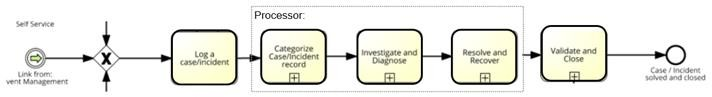 Processor:
Self Service
Log a
case/incident
Categorize
Case/Incident
record
Investigate and
Diagnose
Resolve and
Recover
Validate and
Close
Link from:
vent Management
Case / Incident
solved and closed